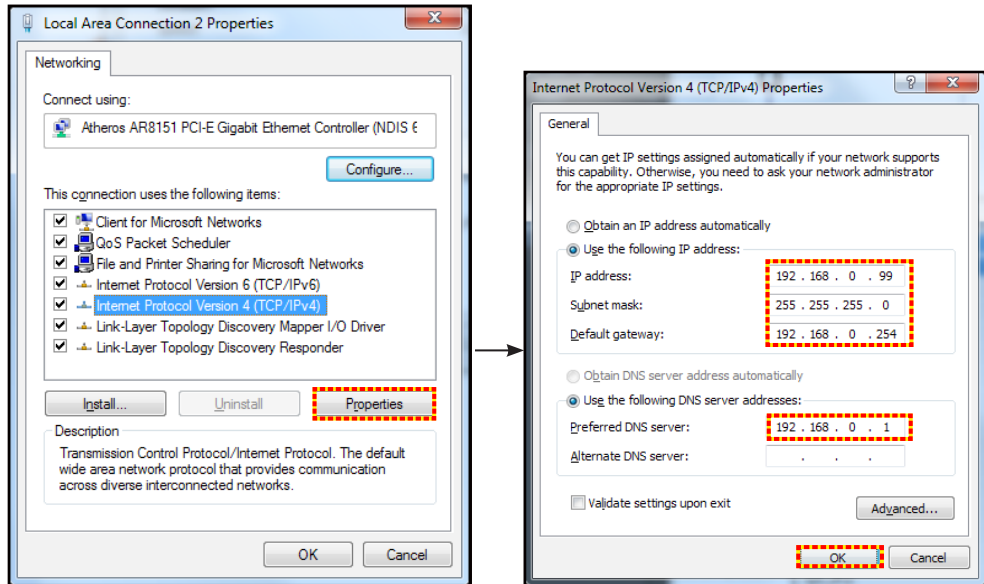 Local Area Connection 2 Properties
Networking
Connect using:
Atheros AR8151 PCI-E Gigabit Ethernet Controller (NDIS 6
Configure...
This connection uses the following items:
Client for Microsoft Networks
QoS Packet Scheduler
File and Printer Sharing for Microsoft Networks
Internet Protocol Version 6 (TCP/IPv6)
Internet Protocol Version 4 (TCP/IPv4)
Link-Layer Topology Discovery Mapper I/O Driver
Link-Layer Topology Discovery Responder
Install... Uninstall Properties
Description
Transmission Control Protocol/Internet Protocol. The default
wide area network protocol that provides communication
across diverse interconnected networks.
OK Cancel
Internet Protocol Version 4 (TCP/IPv4) Properties
General
You can get IP settings assigned automatically if your network supports
this capability. Otherwise, you need to ask your network administrator
for the appropriate IP settings.
Obtain an IP address automatically
Use the following IP address:
IP address: 192 . 168 . 0 . 99
Subnet mask: 255 . 255 . 255 . 0
Default gateway: 192 . 168 . 0 . 254
Obtain DNS server address automatically
Use the following DNS server addresses:
Preferred DNS server: 192 . 168 . 0 . 1
Alternate DNS server: . . .
Validate settings upon exit
Advanced...
OK Cancel